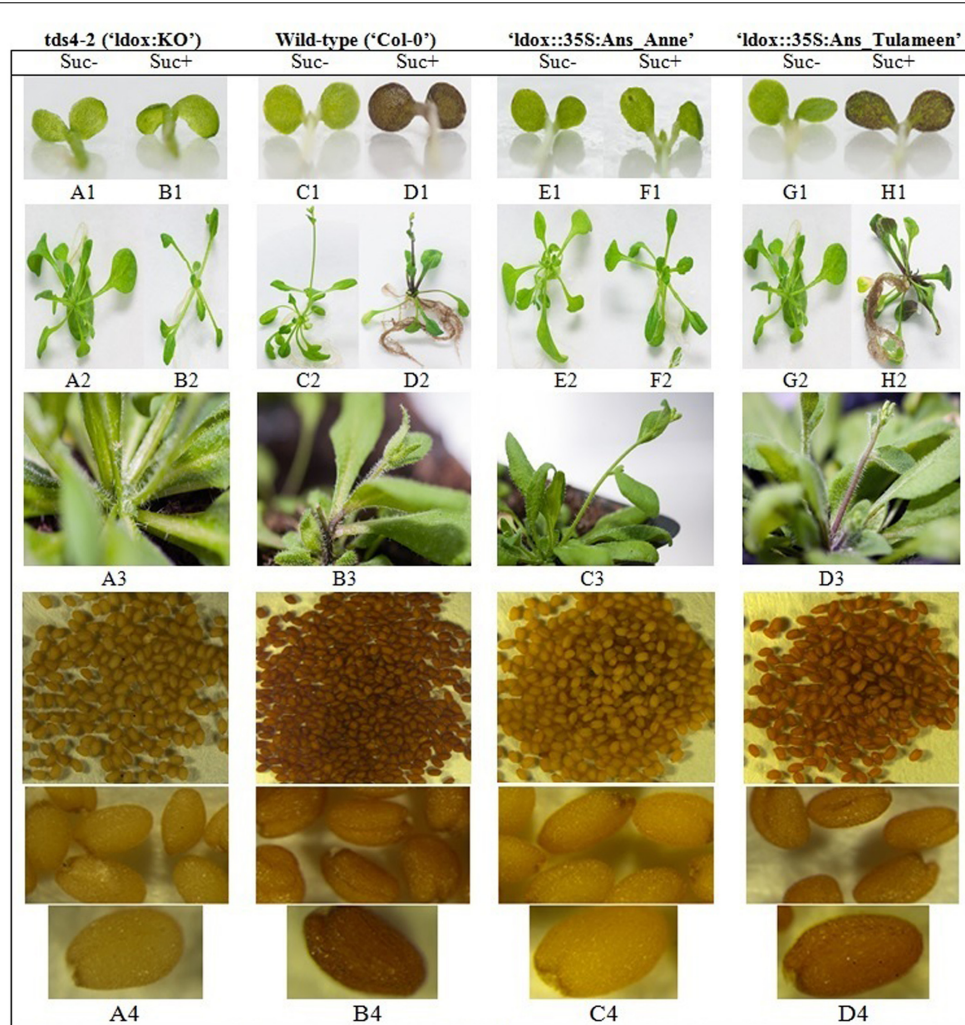 tds4-2 ('ldox:KO') Wild-type ('Col-0') 'ldox::35S:Ans_Anne' 'ldox::35S:Ans_Tulameen'
Suc- Suc+ Suc- Suc+ Suc- Suc+ Suc- Suc+
A1 B1 C1 D1 E1 F1 G1 H1
A2 B2 C2 D2 E2 F2 G2 H2
A3 B3 C3 D3
A4 B4 C4 D4